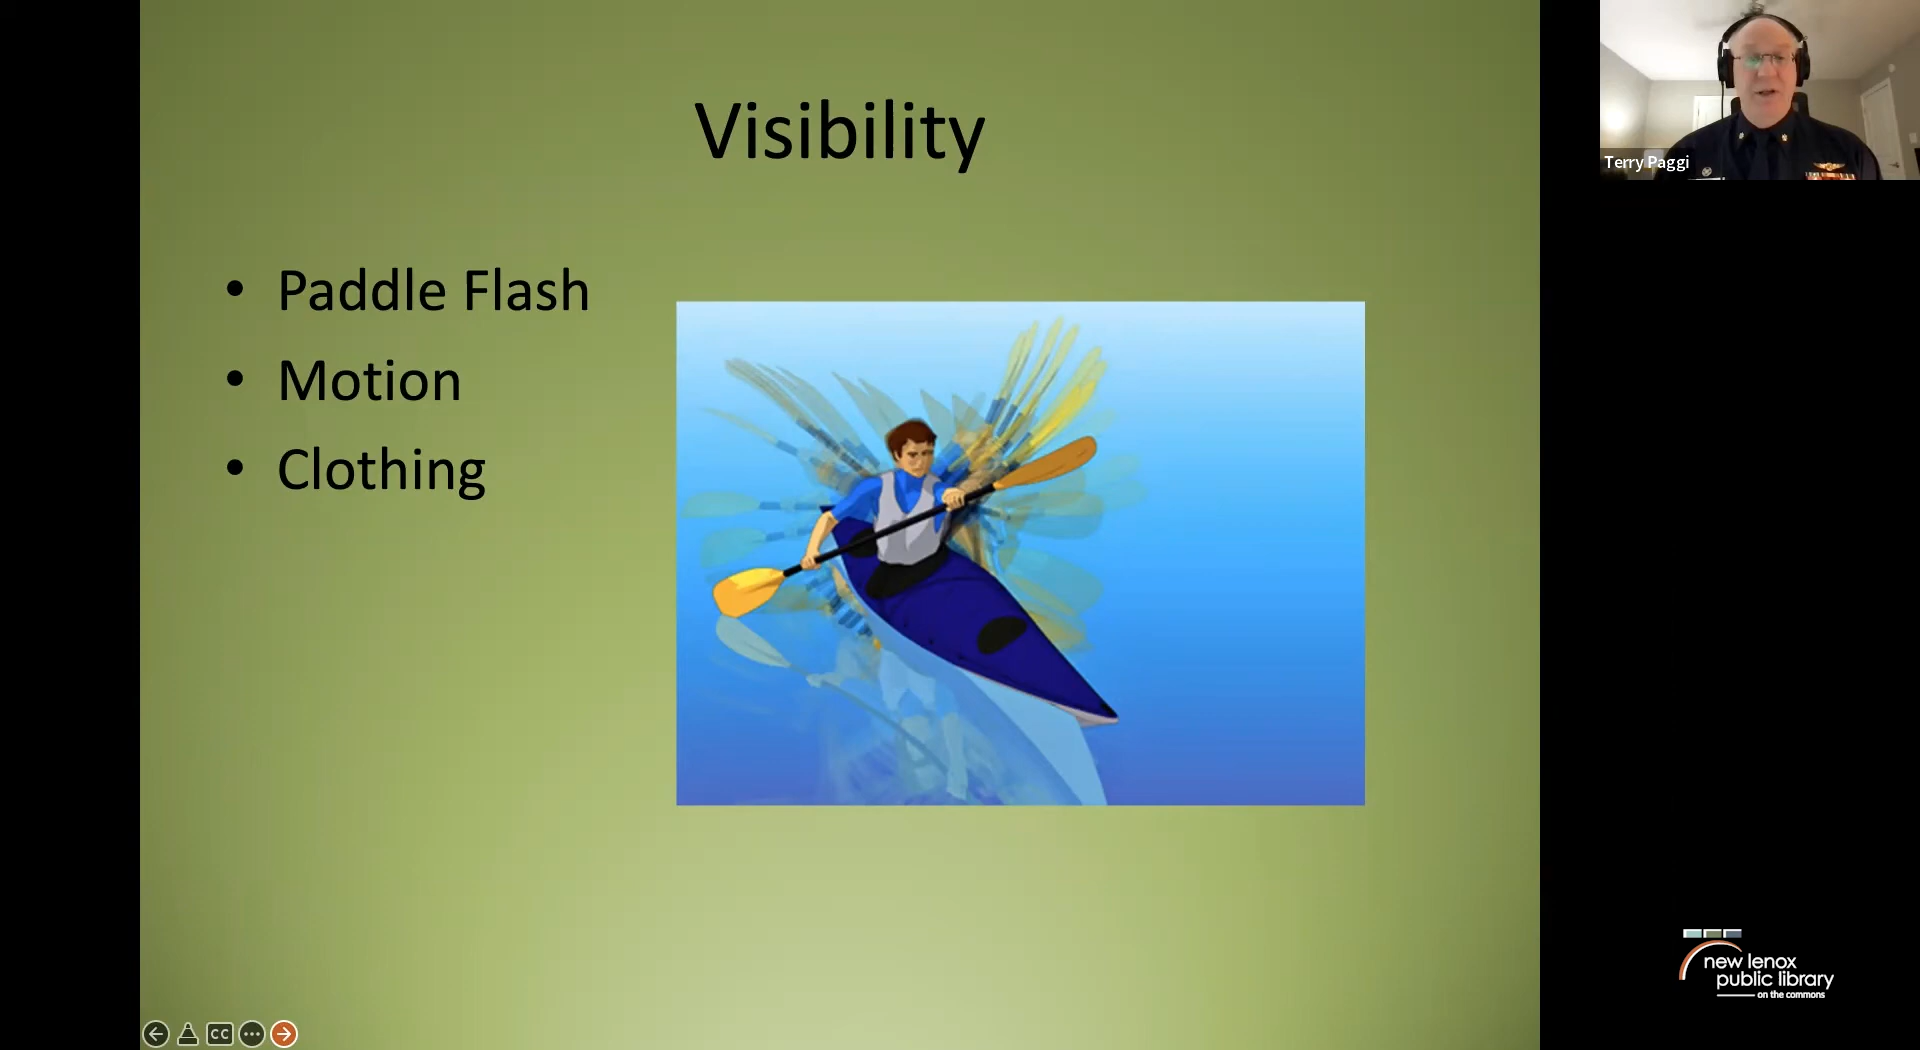 Visibility
• Paddle Flash
• Motion
• Clothing
Terry Paggi
new lenox
public library
on the commons
CC